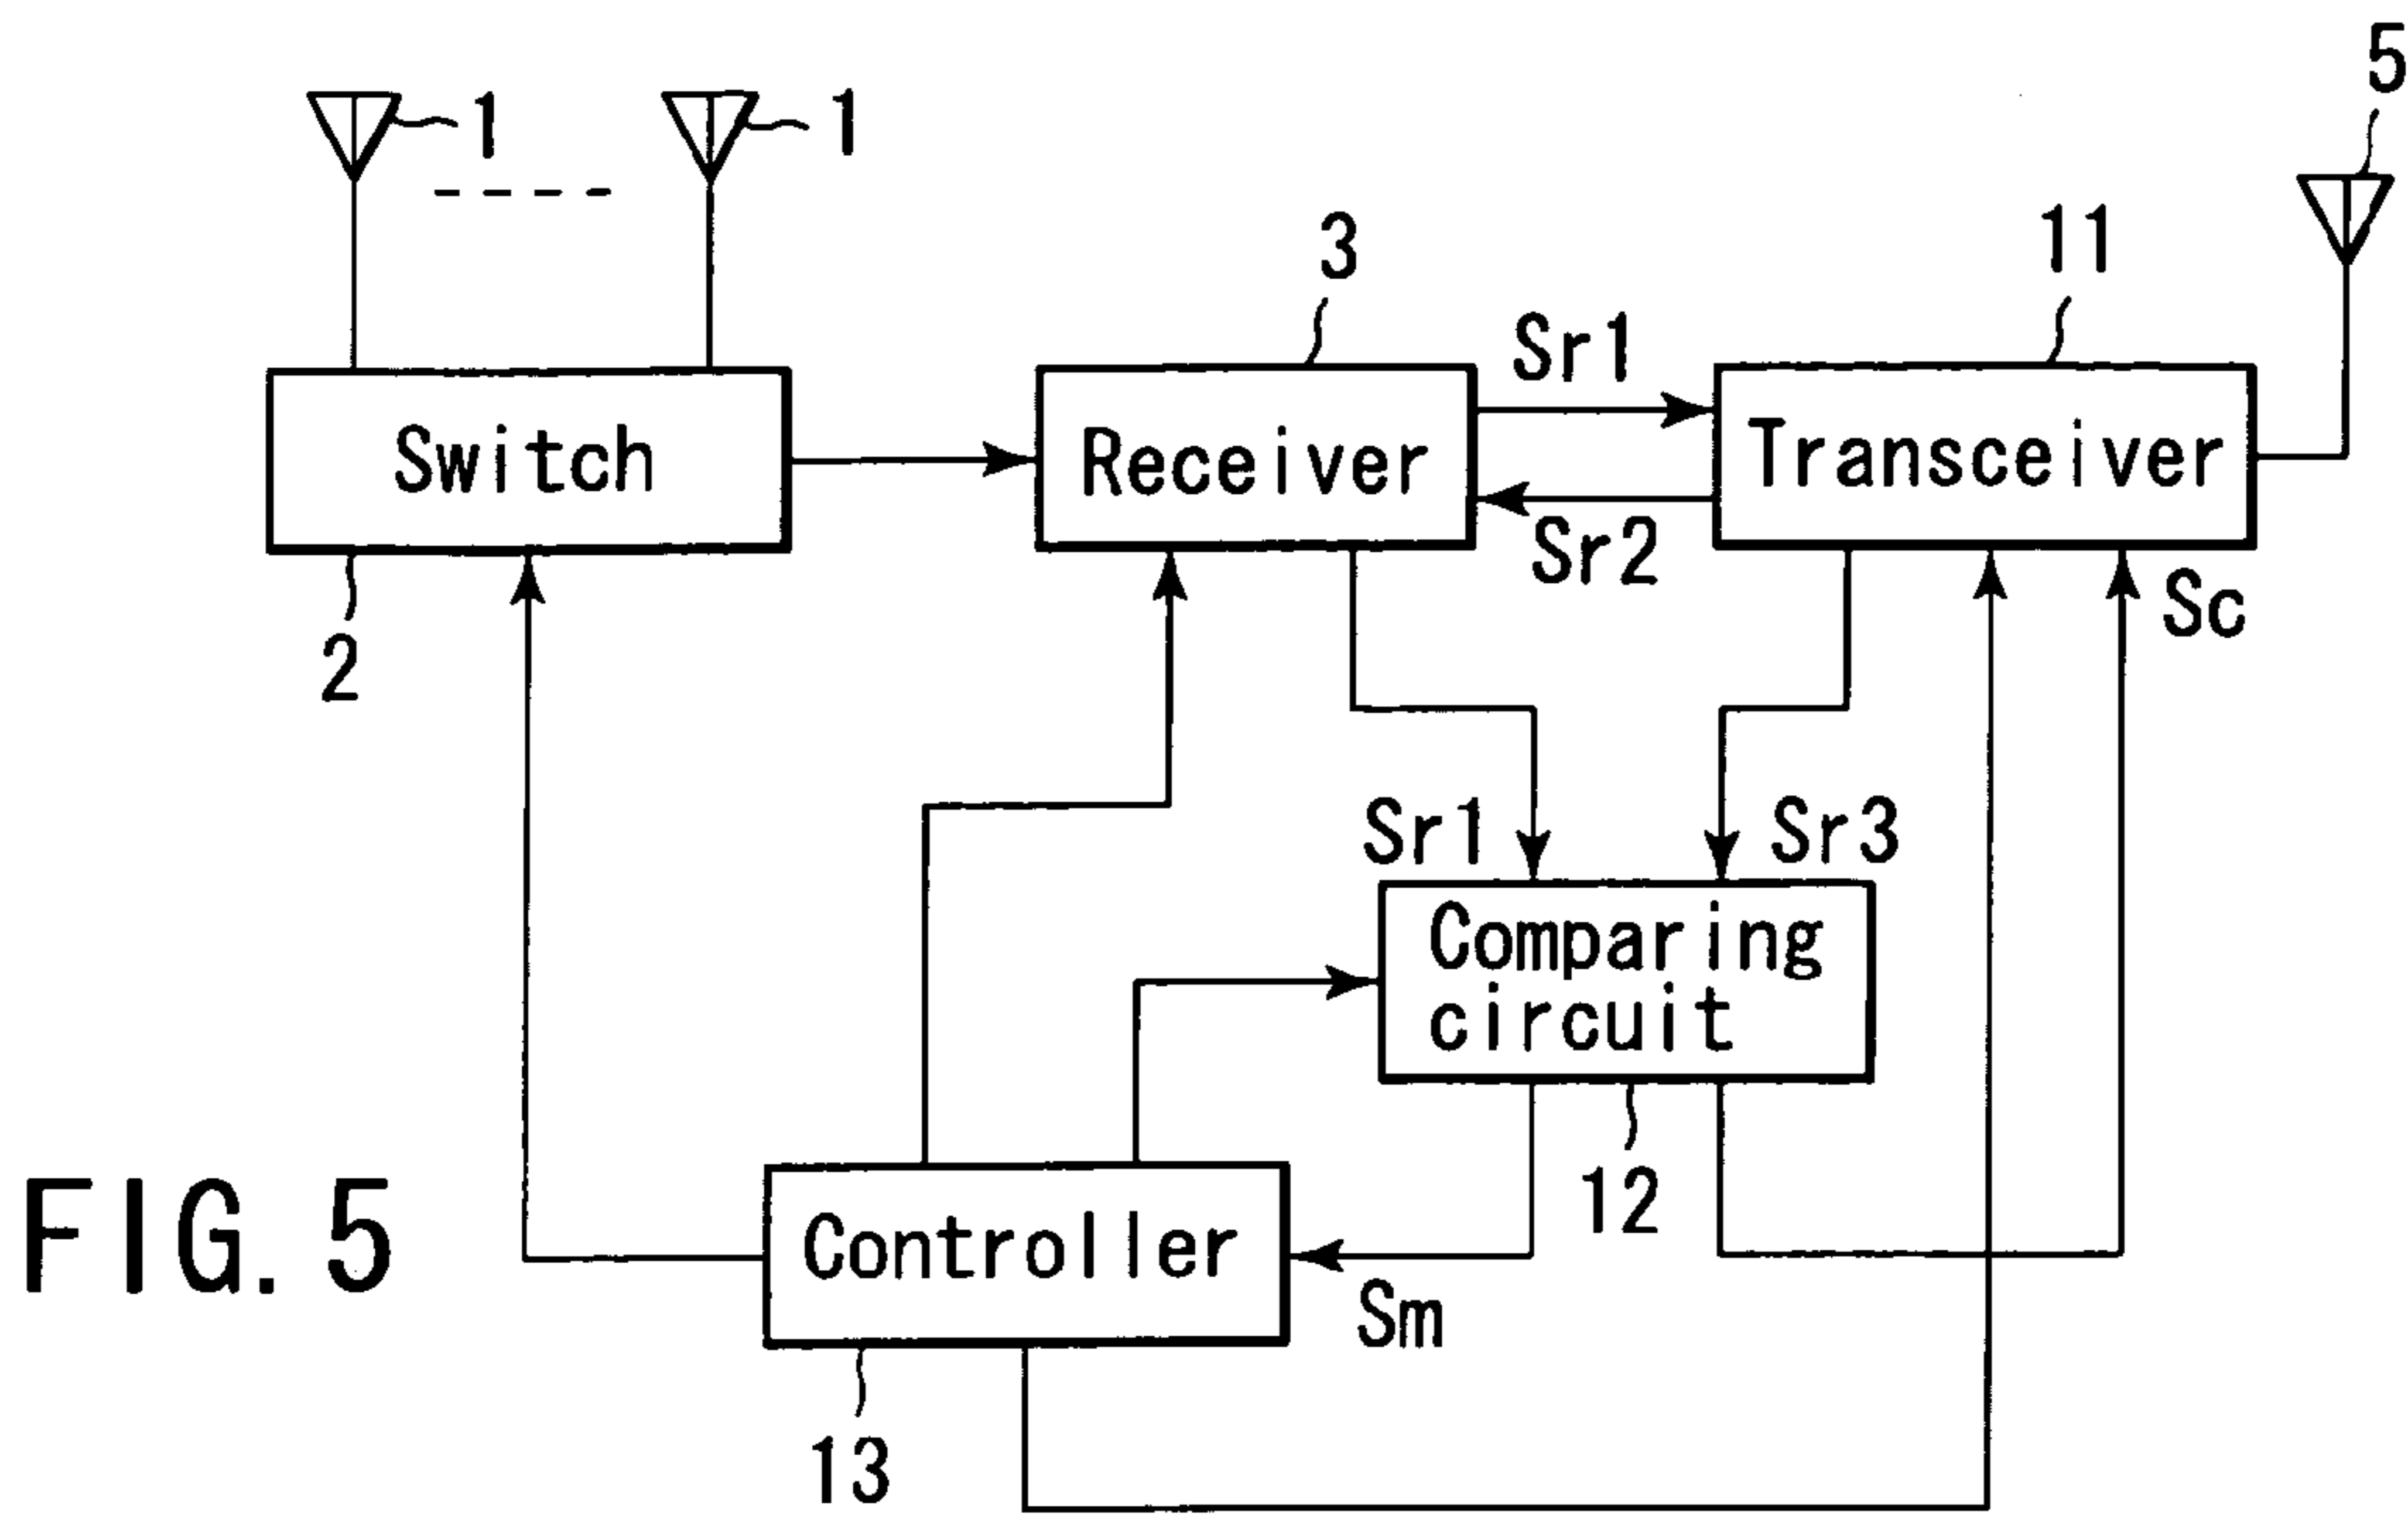 5
1
1
3
11
Sr1
Switch
Receiver
Transceiver
Sr2
Sc
2
Sr1
Sr3
Comparing
circuit
12
FIG. 5
Controller
Sm
13